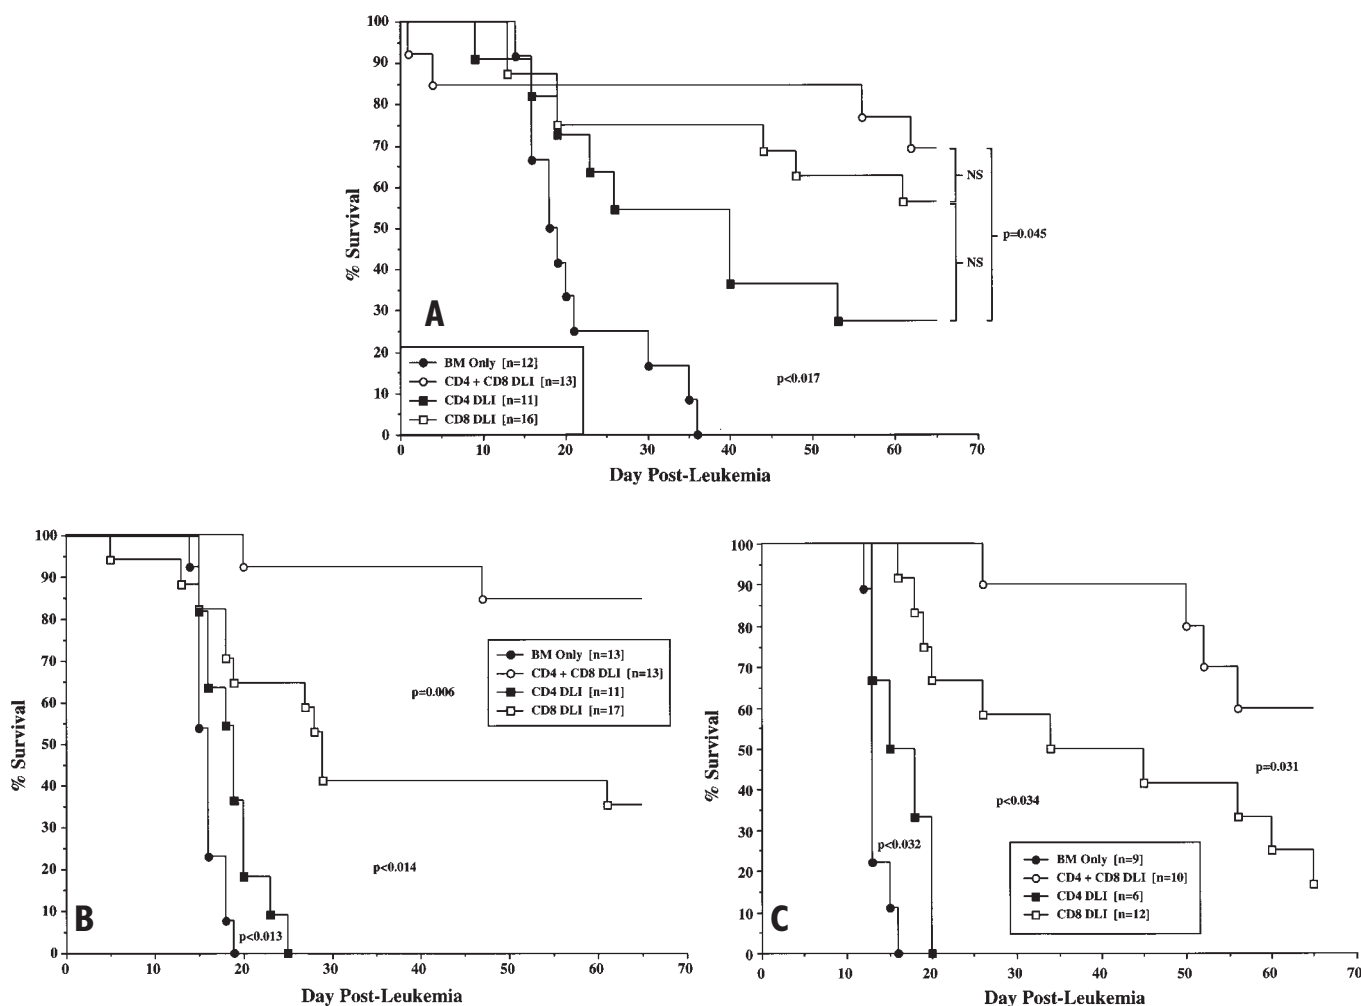 100
90
80
70
60
50
40
30
20
10
0
% Survival
A
BM Only [n=12]
CD4 + CD8 DLI [n=13]
CD4 DLI [n=11]
CD8 DLI [n=16]
NS
NS
p=0.045
p<0.017
0 10 20 30 40 50 60 70
Day Post-Leukemia
100
90
80
70
60
50
40
30
20
10
0
% Survival
B
BM Only [n=13]
CD4 + CD8 DLI [n=13]
CD4 DLI [n=11]
CD8 DLI [n=17]
p=0.006
p<0.014
p<0.013
0 10 20 30 40 50 60 70
Day Post-Leukemia
100
90
80
70
60
50
40
30
20
10
0
% Survival
C
p=0.031
p<0.034
p<0.032
BM Only [n=9]
CD4 + CD8 DLI [n=10]
CD4 DLI [n=6]
CD8 DLI [n=12]
0 10 20 30 40 50 60 70
Day Post-Leukemia